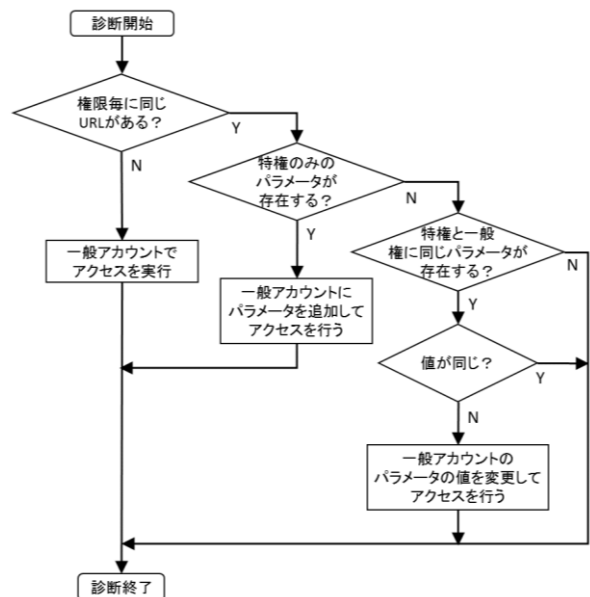 診断開始
権限毎に同じ
URLがある？
Y
N
特権のみの
パラメータが
存在する？
N
Y
特権と一般
権に同じパラメータが
存在する？
N
Y
一般アカウントで
アクセスを実行
一般アカウントに
パラメータを追加して
アクセスを行う
値が同じ？
Y
N
一般アカウントの
パラメータの値を変更して
アクセスを行う
診断終了